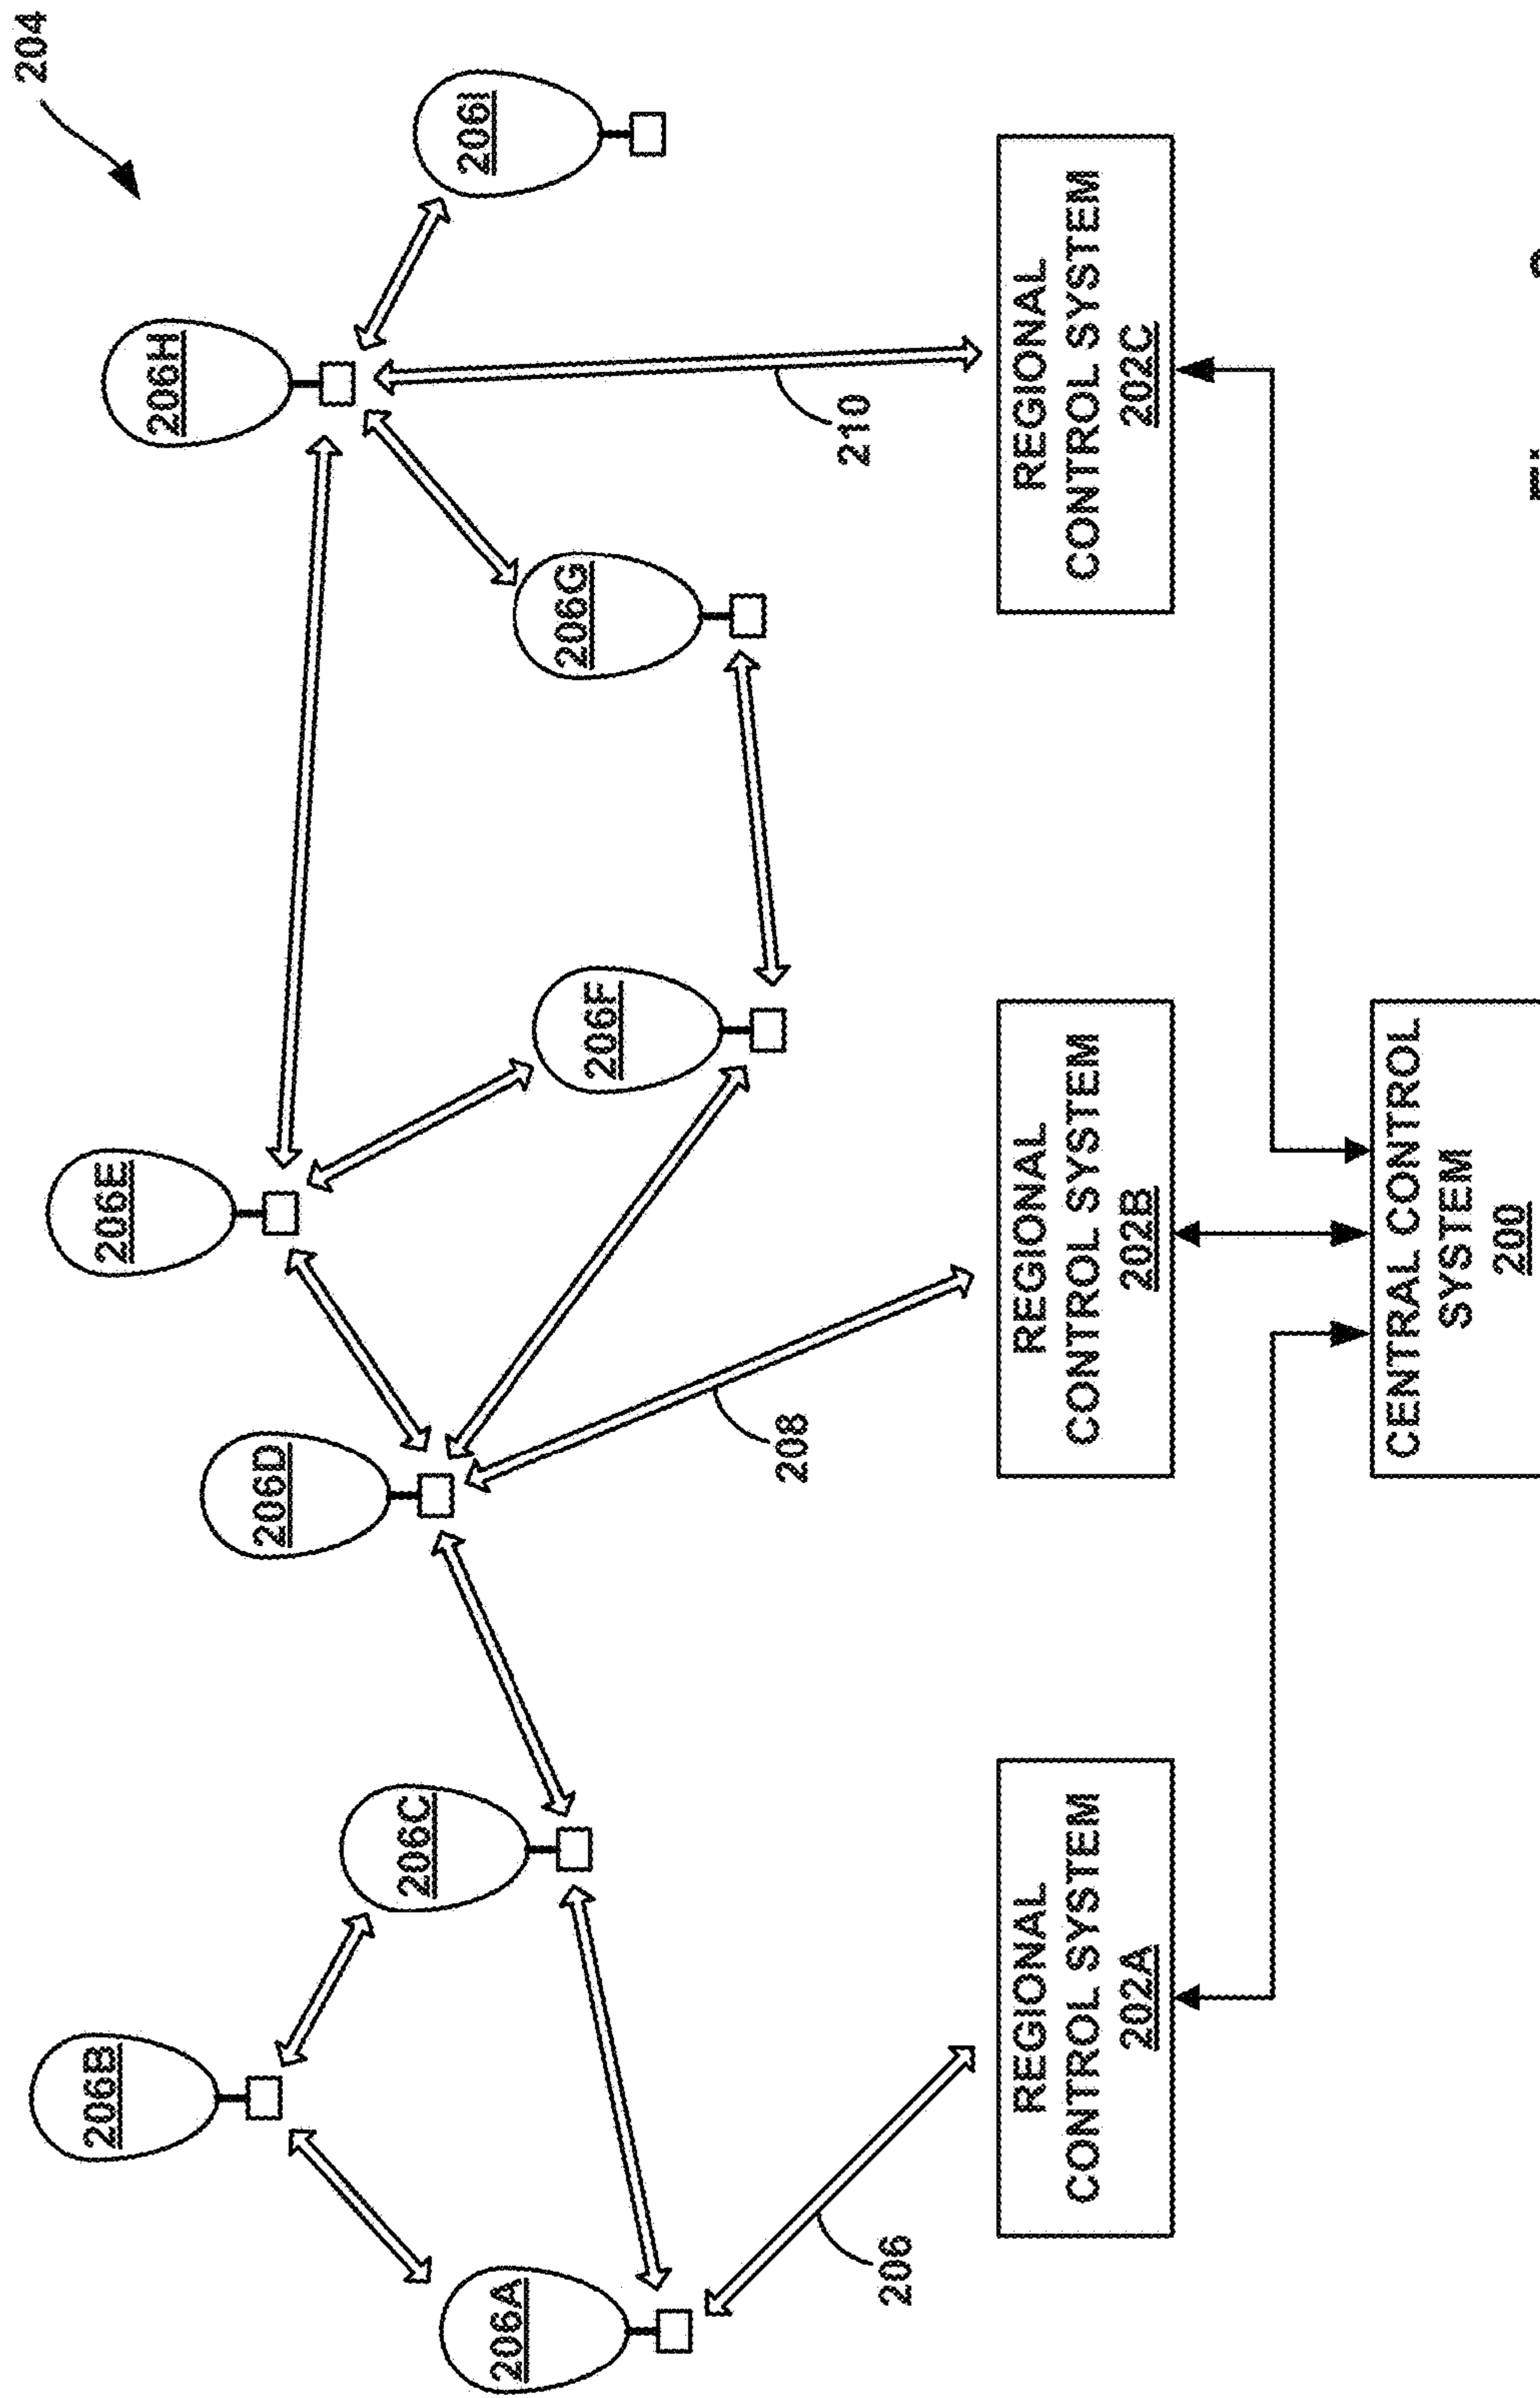 204
206B
206E
206H
206D
206C
206I
206A
206F
206G
206
208
210
REGIONAL
CONTROL SYSTEM
202A
REGIONAL
CONTROL SYSTEM
202B
REGIONAL
CONTROL SYSTEM
202C
CENTRAL CONTROL
SYSTEM
200